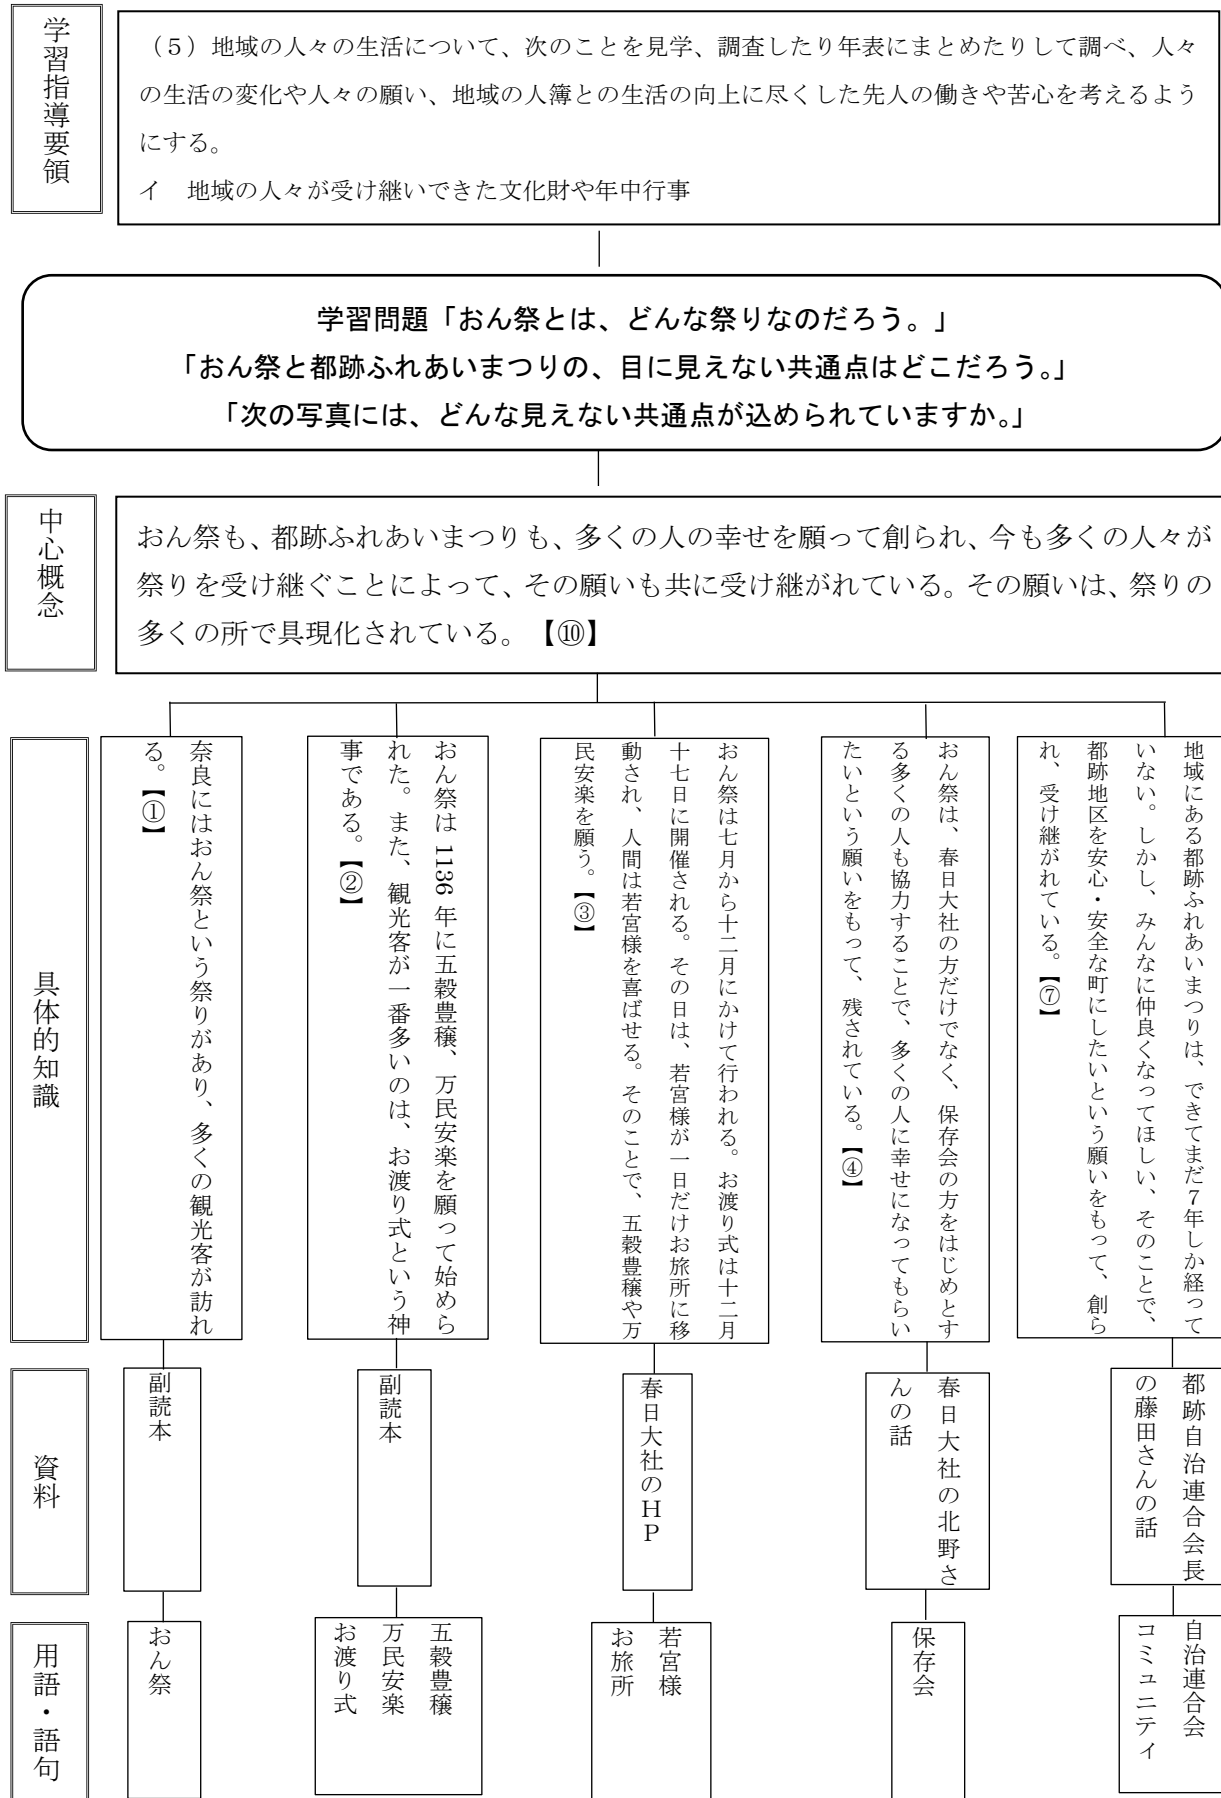 学習指導要領
(5)地域の人々の生活について、次のことを見学、調査したり年表にまとめたりして調べ、人々
の生活の変化や人々の願い、地域の人簿との生活の向上に尽くした先人の働きや苦心を考えるよう
にする。
イ　地域の人々が受け継いできた文化財や年中行事
学習問題「おん祭とは、どんな祭りなのだろう。」
「おん祭と都跡ふれあいまつりの、目に見えない共通点はどこだろう。」
「次の写真には、どんな見えない共通点が込められていますか。」
中心概念
おん祭も、都跡ふれあいまつりも、多くの人の幸せを願って創られ、今も多くの人々が
祭りを受け継ぐことによって、その願いも共に受け継がれている。その願いは、祭りの
多くの所で具現化されている。【⑩】
具体的知識
奈良にはおん祭という祭りがあり、多くの観光客が訪れ
る。【①】
おん祭は 1136 年に五穀豊穣、万民安楽を願って始めら
れた。また、観光客が一番多いのは、お渡り式という神
事である。【②】
おん祭は七月から十二月にかけて行われる。お渡り式は十二月
十七日に開催される。その日は、若宮様が一日だけお旅所に移
動され、人間は若宮様を喜ばせる。そのことで、五穀豊穣や万
民安楽を願う。【③】
おん祭は、春日大社の方だけでなく、保存会の方をはじめとす
る多くの人も協力することで、多くの人に幸せになってもらい
たいという願いをもって、残されている。【④】
地域にある都跡ふれあいまつりは、できてまだ７年しか経って
いない。しかし、みんなに仲良くなってほしい、そのことで、
都跡地区を安心・安全な町にしたいという願いをもって、創ら
れ、受け継がれている。【⑦】
資料
副読本
副読本
春日大社のＨＰ
春日大社の北野さ
んの話
都跡自治連合会長
の藤田さんの話
用語・語句
おん祭
五穀豊穣
万民安楽
お渡り式
若宮様
お旅所
保存会
自治連合会
コミュニティ